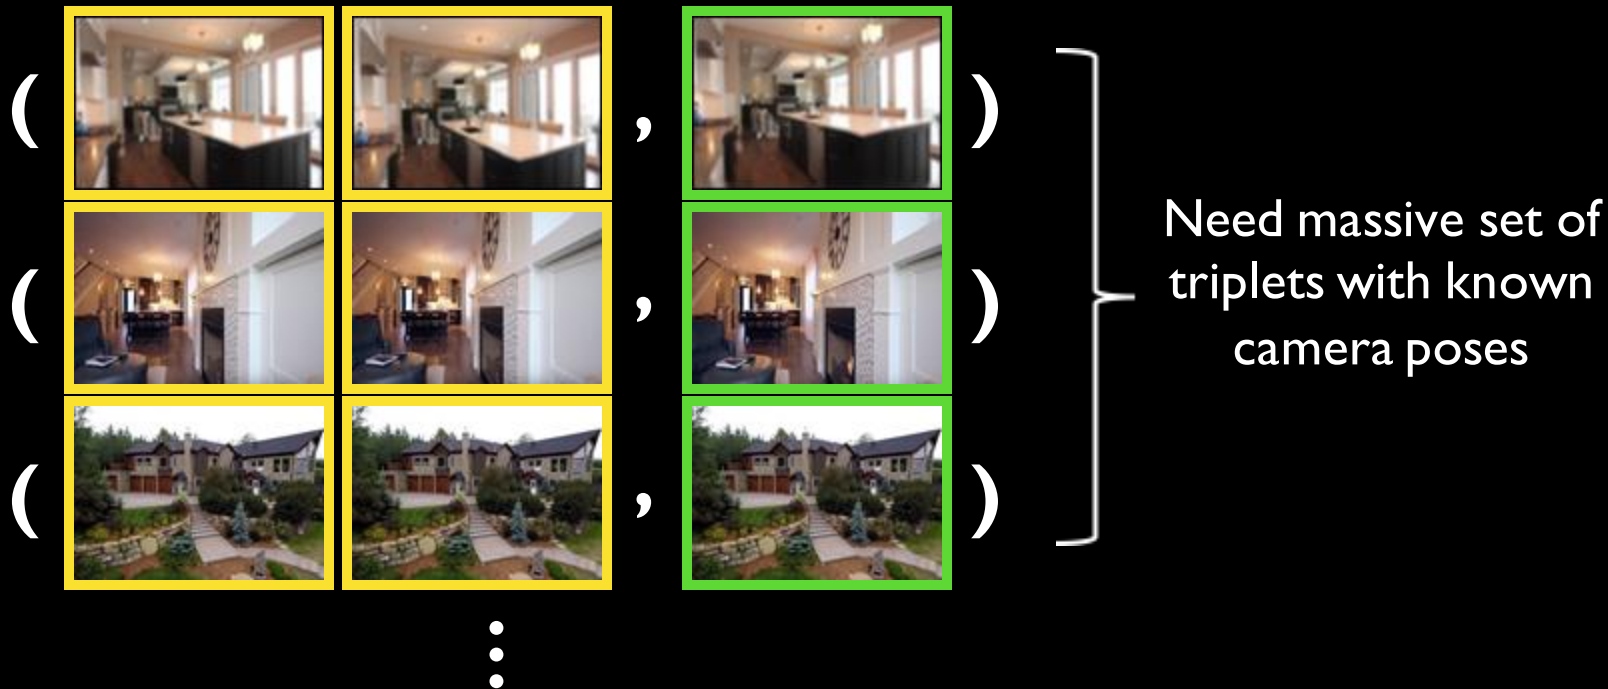 ( , )
( , )
( , )
Need massive set of
triplets with known
camera poses